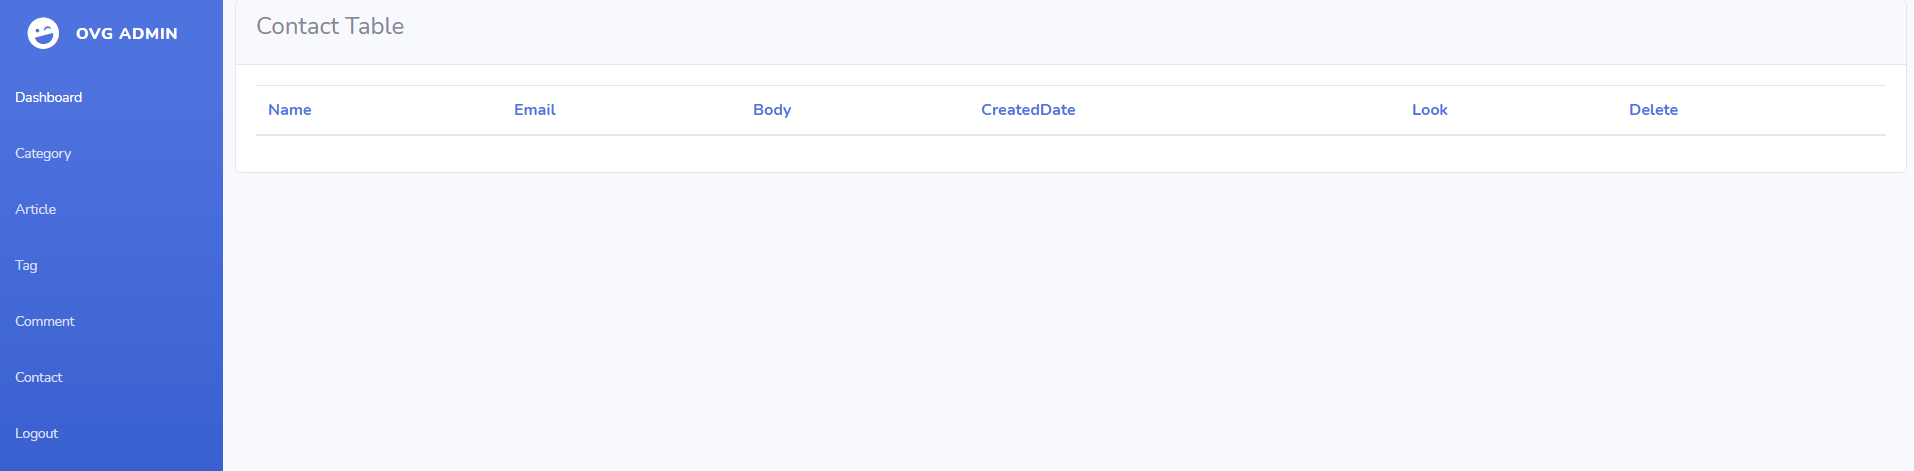 OVG ADMIN
Dashboard
Category
Article
Tag
Comment
Contact
Logout
Contact Table
Name Email Body CreatedDate Look Delete